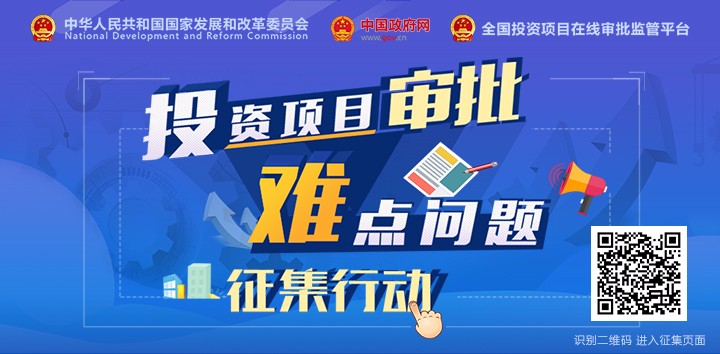 中华人民共和国国家发展和改革委员会
National Development and Reform Commission
中国政府网
www.gov.cn
全国投资项目在线审批监管平台
投资项目审批
难点问题
征集行动
识别二维码 进入征集页面